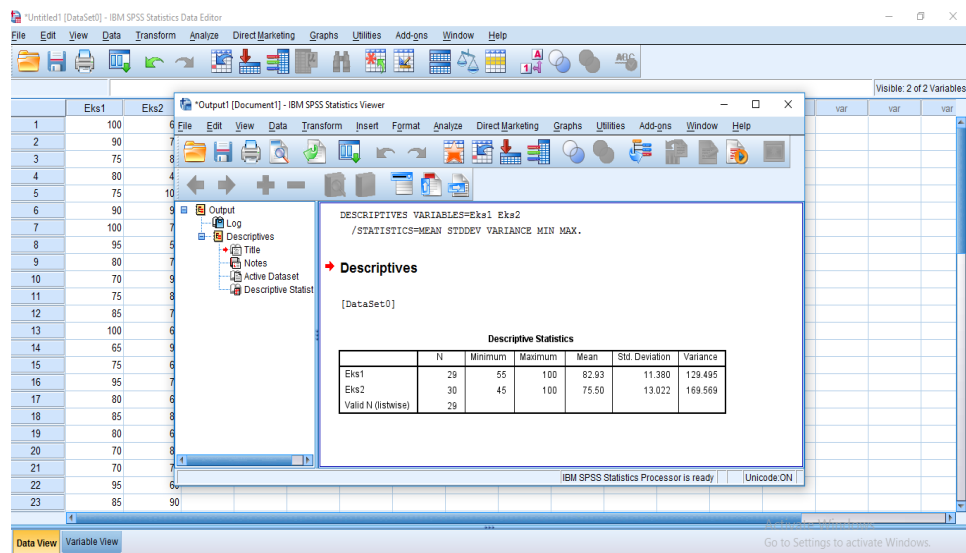 *Untitled1 [DataSet0] - IBM SPSS Statistics Data Editor
File Edit View Data Transform Analyze Direct Marketing Graphs Utilities Add-ons Window Help
Visible: 2 of 2 Variables
Eks1 Eks2 var var var
1 100
2 90
3 75
4 80
5 75
6 90
7 100
8 95
9 80
10 70
11 75
12 85
13 100
14 65
15 75
16 95
17 80
18 85
19 80
20 70
21 70
22 95
23 85 90
Data View Variable View
*Output1 [Document1] - IBM SPSS Statistics Viewer
File Edit View Data Transform Insert Format Analyze Direct Marketing Graphs Utilities Add-ons Window Help
Output
Log
Descriptives
Title
Notes
Active Dataset
Descriptive Statist
DESCRIPTIVES VARIABLES=Eks1 Eks2
/STATISTICS=MEAN STDDEV VARIANCE MIN MAX.
Descriptives
[DataSet0]
Descriptive Statistics
N Minimum Maximum Mean Std. Deviation Variance
Eks1 29 55 100 82.93 11.380 129.495
Eks2 30 45 100 75.50 13.022 169.569
Valid N (listwise) 29
IBM SPSS Statistics Processor is ready Unicode:ON
Go to Settings to activate Windows.